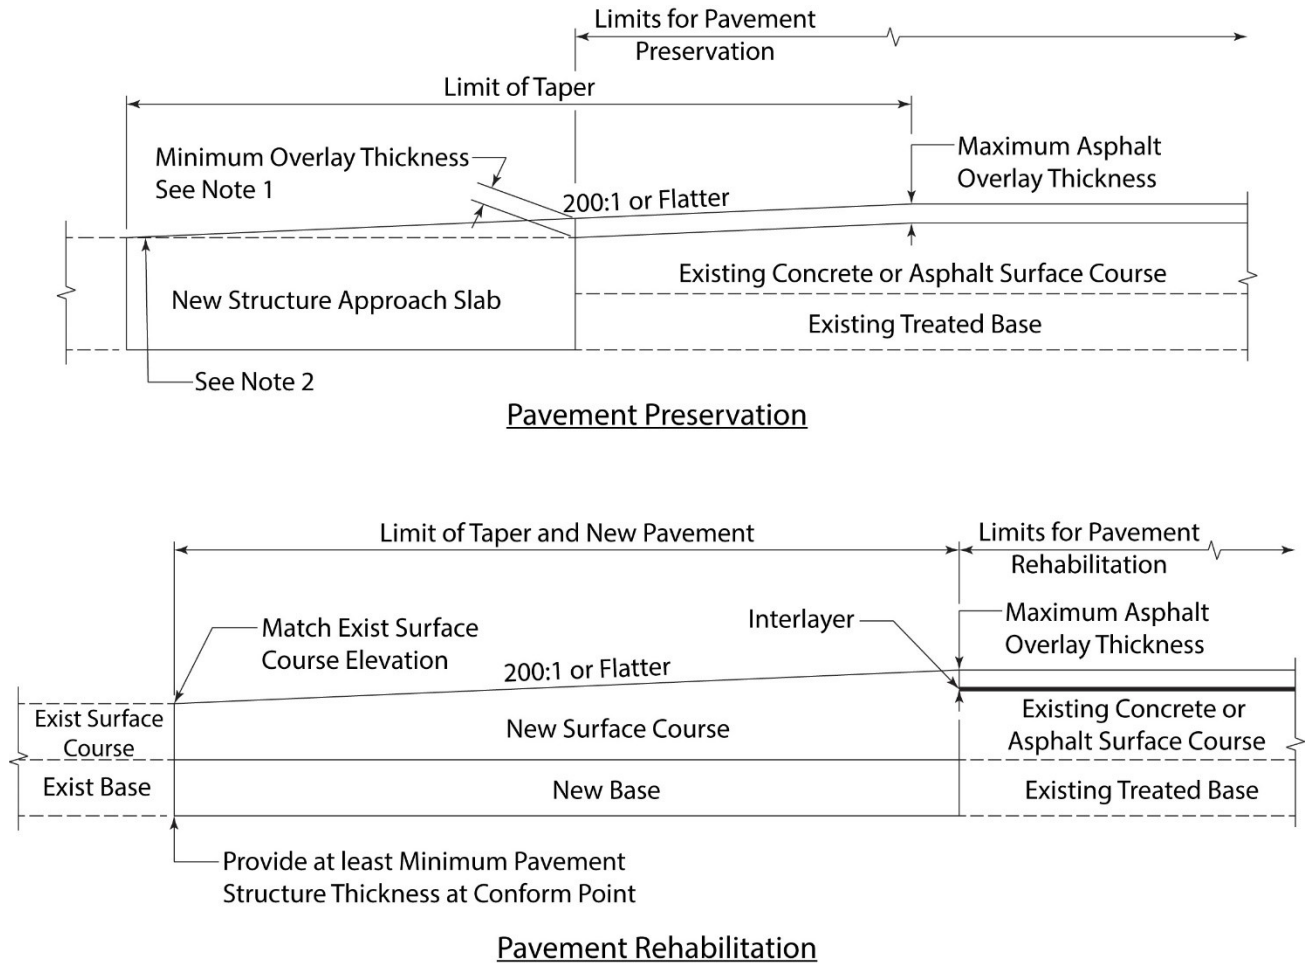 Limits for Pavement
Preservation
Limit of Taper
Minimum Overlay Thickness
See Note 1
200:1 or Flatter
Maximum Asphalt
Overlay Thickness
New Structure Approach Slab
Existing Concrete or Asphalt Surface Course
Existing Treated Base
See Note 2
Pavement Preservation
Limit of Taper and New Pavement
Limits for Pavement
Rehabilitation
Match Exist Surface
Course Elevation
200:1 or Flatter
Interlayer
Maximum Asphalt
Overlay Thickness
Exist Surface
Course
New Surface Course
Existing Concrete or
Asphalt Surface Course
Exist Base
New Base
Existing Treated Base
Provide at least Minimum Pavement
Structure Thickness at Conform Point
Pavement Rehabilitation